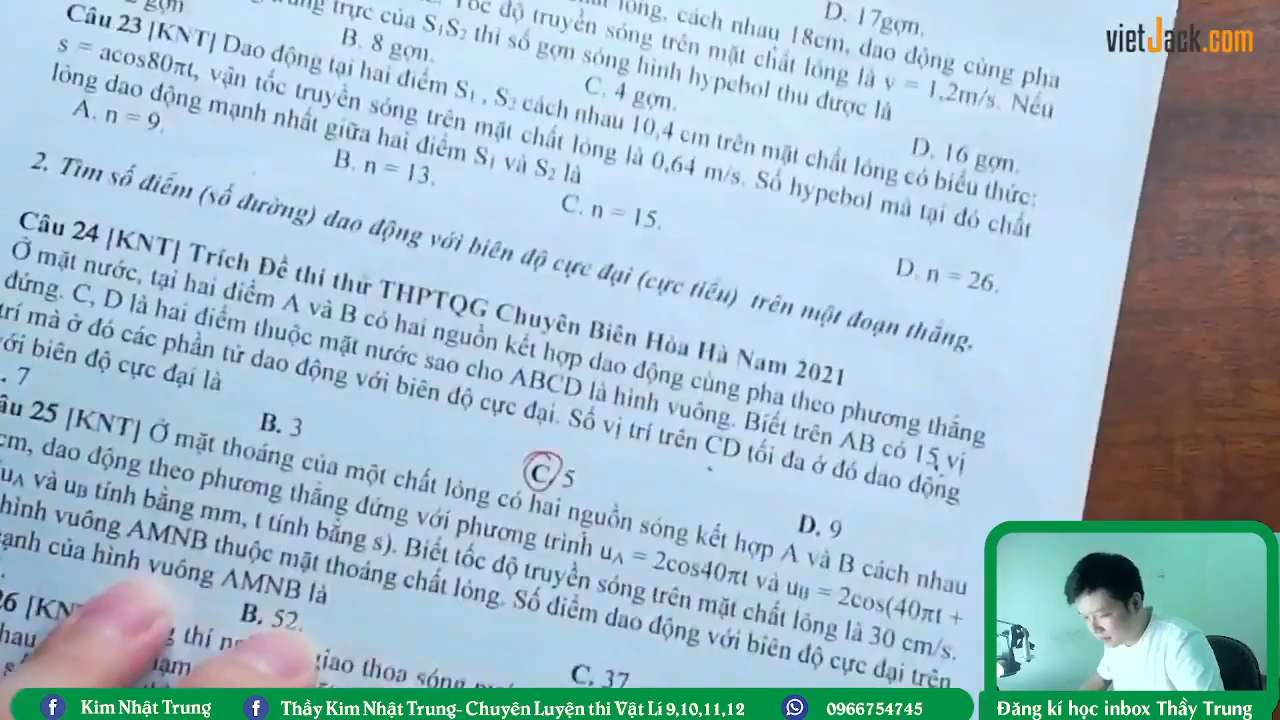 vietJack.com
D. 17gợn.
Câu 23 [KNT] Dao động tại hai điểm S₁ , S₂ cách nhau 10,4 cm trên mặt chất lỏng có biểu thức:
trung trực của S₁S₂ thì số gợn sóng hình hypebol thu được là
lỏng, cách nhau 18cm, dao động cùng pha
Tốc độ truyền sóng trên mặt chất lỏng là v = 1,2m/s. Nếu
B. 8 gợn.
C. 4 gợn.
D. 16 gợn.
s = acos80πt, vận tốc truyền sóng trên mặt chất lỏng là 0,64 m/s. Số hypebol mà tại đó chất
lỏng dao động mạnh nhất giữa hai điểm S₁ và S₂ là
A. n = 9.
B. n = 13.
C. n = 15.
D. n = 26.
2. Tìm số điểm (số đường) dao động với biên độ cực đại (cực tiểu) trên một đoạn thẳng.
Câu 24 [KNT] Trích Đề thi thử THPTQG Chuyên Biên Hòa Hà Nam 2021
Ở mặt nước, tại hai điểm A và B có hai nguồn kết hợp dao động cùng pha theo phương thẳng
đứng. C, D là hai điểm thuộc mặt nước sao cho ABCD là hình vuông. Biết trên AB có 15 vị
trí mà ở đó các phần tử dao động với biên độ cực đại. Số vị trí trên CD tối đa ở đó dao động
với biên độ cực đại là
. 7
B. 3
C. 5
D. 9
âu 25 [KNT] Ở mặt thoáng của một chất lỏng có hai nguồn sóng kết hợp A và B cách nhau
cm, dao động theo phương thẳng đứng với phương trình uA = 2cos40πt và uB = 2cos(40πt +
uA và uB tính bằng mm, t tính bằng s). Biết tốc độ truyền sóng trên mặt chất lỏng là 30 cm/s.
hình vuông AMNB thuộc mặt thoáng chất lỏng. Số điểm dao động với biên độ cực đại trên
cạnh của hình vuông AMNB là
B. 52.
C. 37
26 [KN
thí
giao thoa sóng
hau
Kim Nhật Trung
Thầy Kim Nhật Trung- Chuyên Luyện thi Vật Lí 9,10,11,12
0966754745
Đăng kí học inbox Thầy Trung